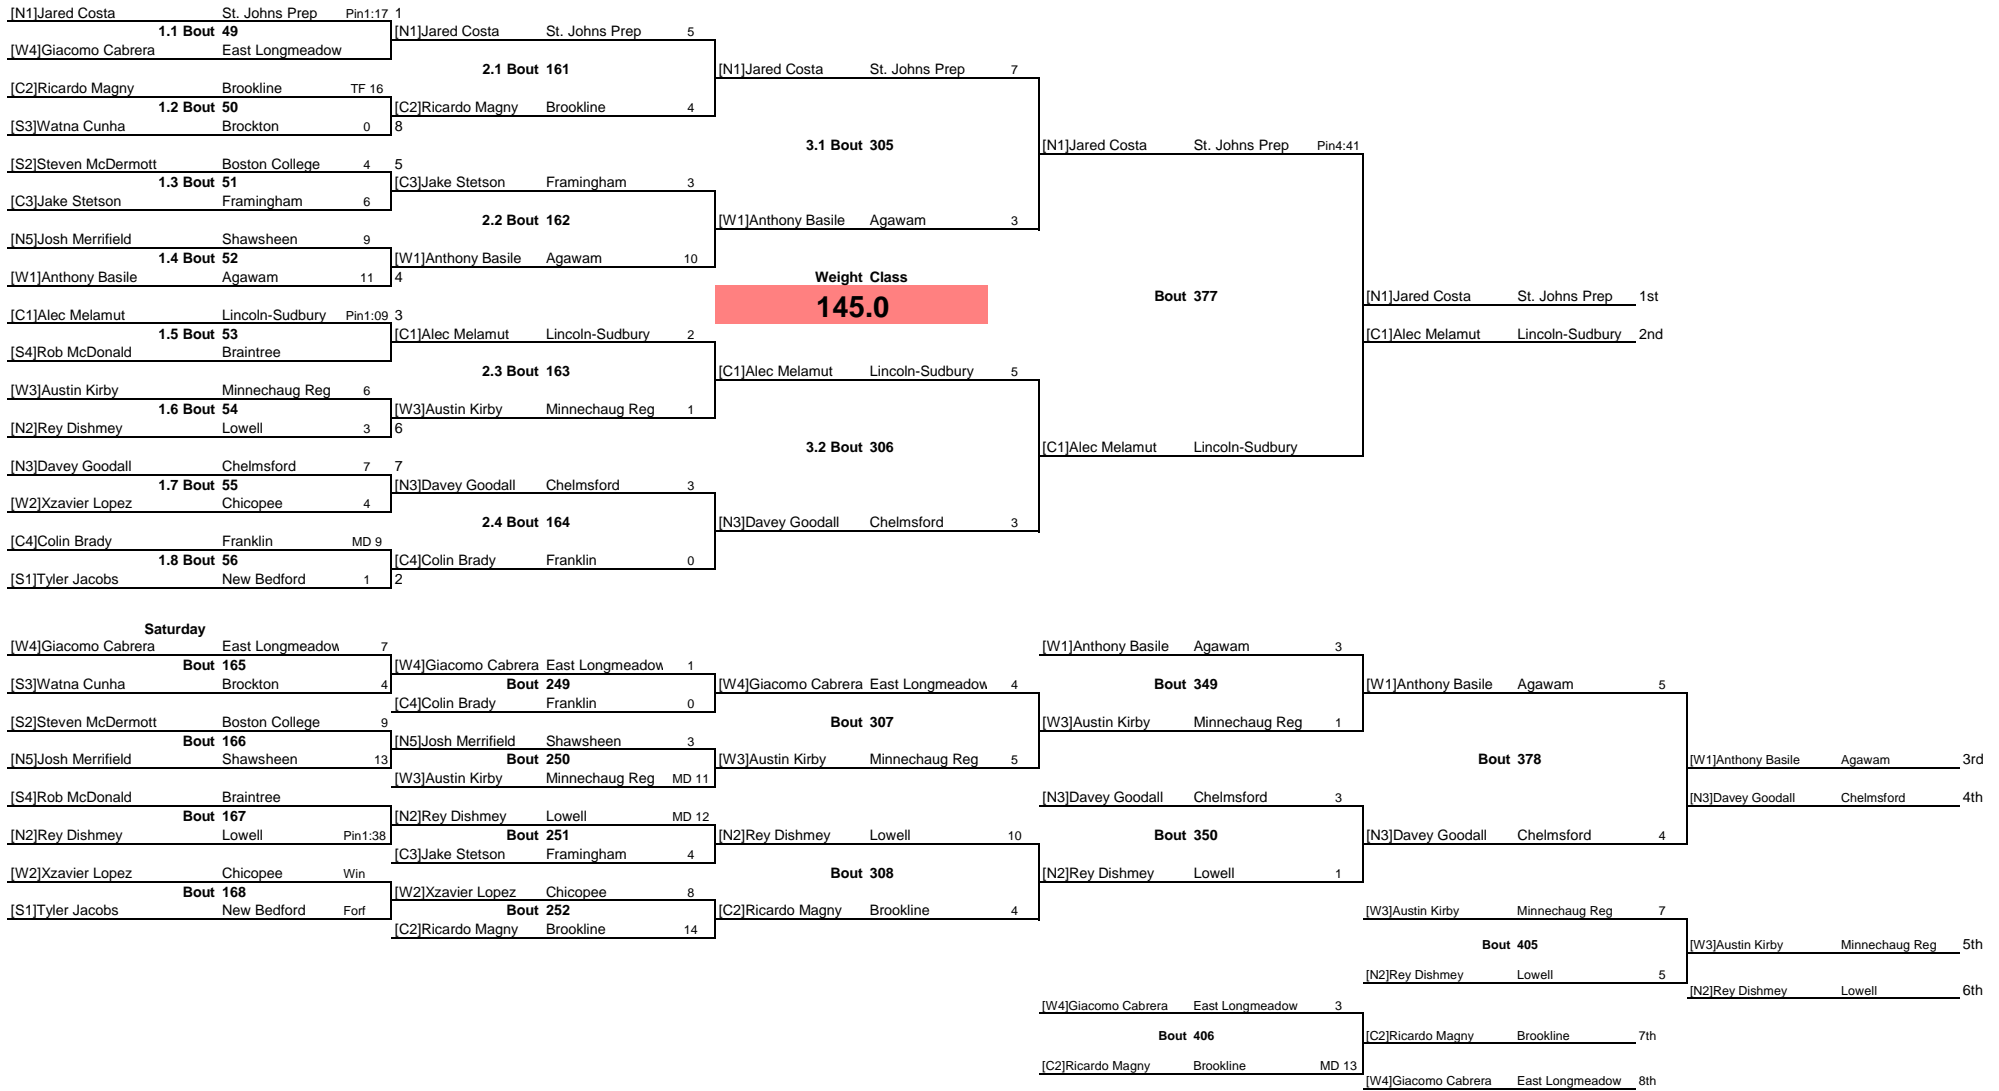 [N1]Jared Costa St. Johns Prep Pin1:17 1
1.1 Bout 49 [N1]Jared Costa St. Johns Prep 5
[W4]Giacomo Cabrera East Longmeadow
2.1 Bout 161 [N1]Jared Costa St. Johns Prep 7
[C2]Ricardo Magny Brookline TF 16
1.2 Bout 50 [C2]Ricardo Magny Brookline 4
[S3]Watna Cunha Brockton 0 8
3.1 Bout 305 [N1]Jared Costa St. Johns Prep Pin4:41
[S2]Steven McDermott Boston College 4 5
1.3 Bout 51 [C3]Jake Stetson Framingham 3
[C3]Jake Stetson Framingham 6
2.2 Bout 162 [W1]Anthony Basile Agawam 3
[N5]Josh Merrifield Shawsheen 9
1.4 Bout 52 [W1]Anthony Basile Agawam 10
[W1]Anthony Basile Agawam 11 4 Weight Class
145.0 Bout 377 [N1]Jared Costa St. Johns Prep 1st
[C1]Alec Melamut Lincoln-Sudbury Pin1:09 3
1.5 Bout 53 [C1]Alec Melamut Lincoln-Sudbury 2 [C1]Alec Melamut Lincoln-Sudbury 2nd
[S4]Rob McDonald Braintree
2.3 Bout 163 [C1]Alec Melamut Lincoln-Sudbury 5
[W3]Austin Kirby Minnechaug Reg 6
1.6 Bout 54 [W3]Austin Kirby Minnechaug Reg 1
[N2]Rey Dishmey Lowell 3 6
3.2 Bout 306 [C1]Alec Melamut Lincoln-Sudbury
[N3]Davey Goodall Chelmsford 7 7
1.7 Bout 55 [N3]Davey Goodall Chelmsford 3
[W2]Xzavier Lopez Chicopee 4
2.4 Bout 164 [N3]Davey Goodall Chelmsford 3
[C4]Colin Brady Franklin MD 9
1.8 Bout 56 [C4]Colin Brady Franklin 0
[S1]Tyler Jacobs New Bedford 1 2
Saturday
[W4]Giacomo Cabrera East Longmeadow 7 [W1]Anthony Basile Agawam 3
Bout 165 [W4]Giacomo Cabrera East Longmeadow 1
[S3]Watna Cunha Brockton 4 Bout 249 [W4]Giacomo Cabrera East Longmeadow 4 Bout 349 [W1]Anthony Basile Agawam 5
[C4]Colin Brady Franklin 0
[S2]Steven McDermott Boston College 9 Bout 307 [W3]Austin Kirby Minnechaug Reg 1
Bout 166 [N5]Josh Merrifield Shawsheen 3
[N5]Josh Merrifield Shawsheen 13 Bout 250 [W3]Austin Kirby Minnechaug Reg 5 Bout 378 [W1]Anthony Basile Agawam 3rd
[W3]Austin Kirby Minnechaug Reg MD 11
[S4]Rob McDonald Braintree [N3]Davey Goodall Chelmsford 3 [N3]Davey Goodall Chelmsford 4th
Bout 167 [N2]Rey Dishmey Lowell MD 12
[N2]Rey Dishmey Lowell Pin1:38 Bout 251 [N2]Rey Dishmey Lowell 10 Bout 350 [N3]Davey Goodall Chelmsford 4
[C3]Jake Stetson Framingham 4
[W2]Xzavier Lopez Chicopee Win Bout 308 [N2]Rey Dishmey Lowell 1
Bout 168 [W2]Xzavier Lopez Chicopee 8
[S1]Tyler Jacobs New Bedford Forf Bout 252 [C2]Ricardo Magny Brookline 4 [W3]Austin Kirby Minnechaug Reg 7
[C2]Ricardo Magny Brookline 14
Bout 405 [W3]Austin Kirby Minnechaug Reg 5th
[N2]Rey Dishmey Lowell 5
[N2]Rey Dishmey Lowell 6th
[W4]Giacomo Cabrera East Longmeadow 3
Bout 406 [C2]Ricardo Magny Brookline 7th
[C2]Ricardo Magny Brookline MD 13
[W4]Giacomo Cabrera East Longmeadow 8th